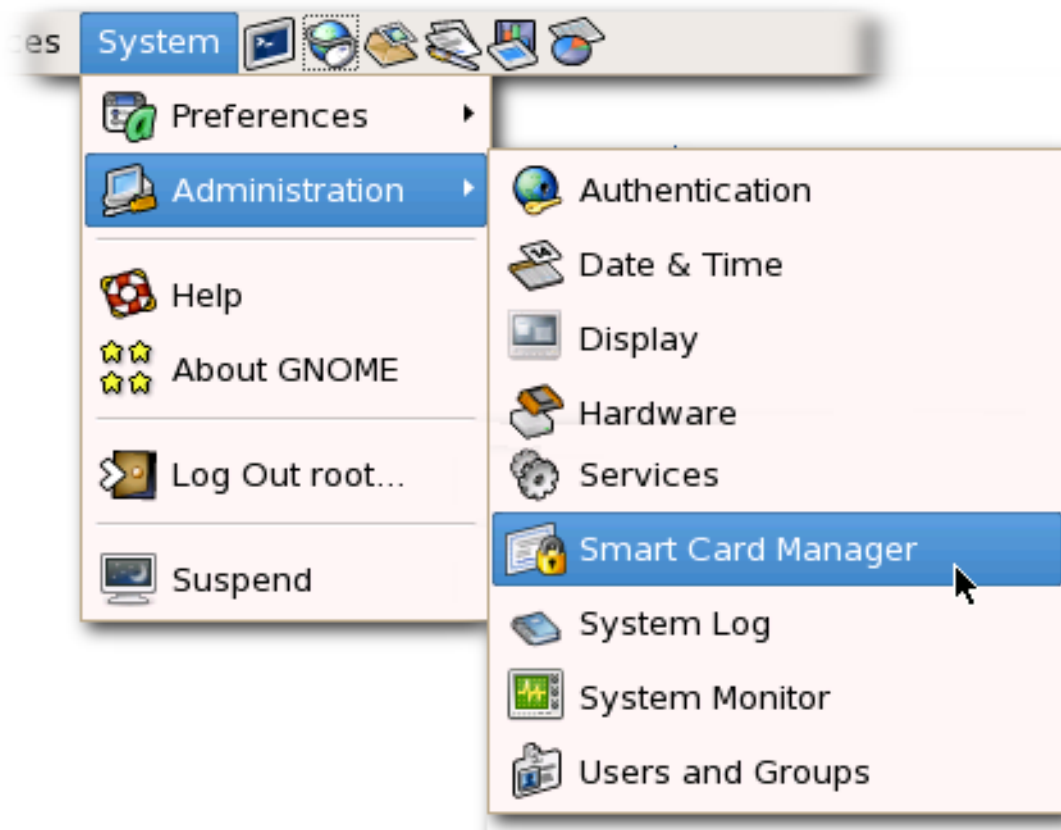 es System
Preferences
Administration
Help
About GNOME
Log Out root...
Suspend
Authentication
Date & Time
Display
Hardware
Services
Smart Card Manager
System Log
System Monitor
Users and Groups